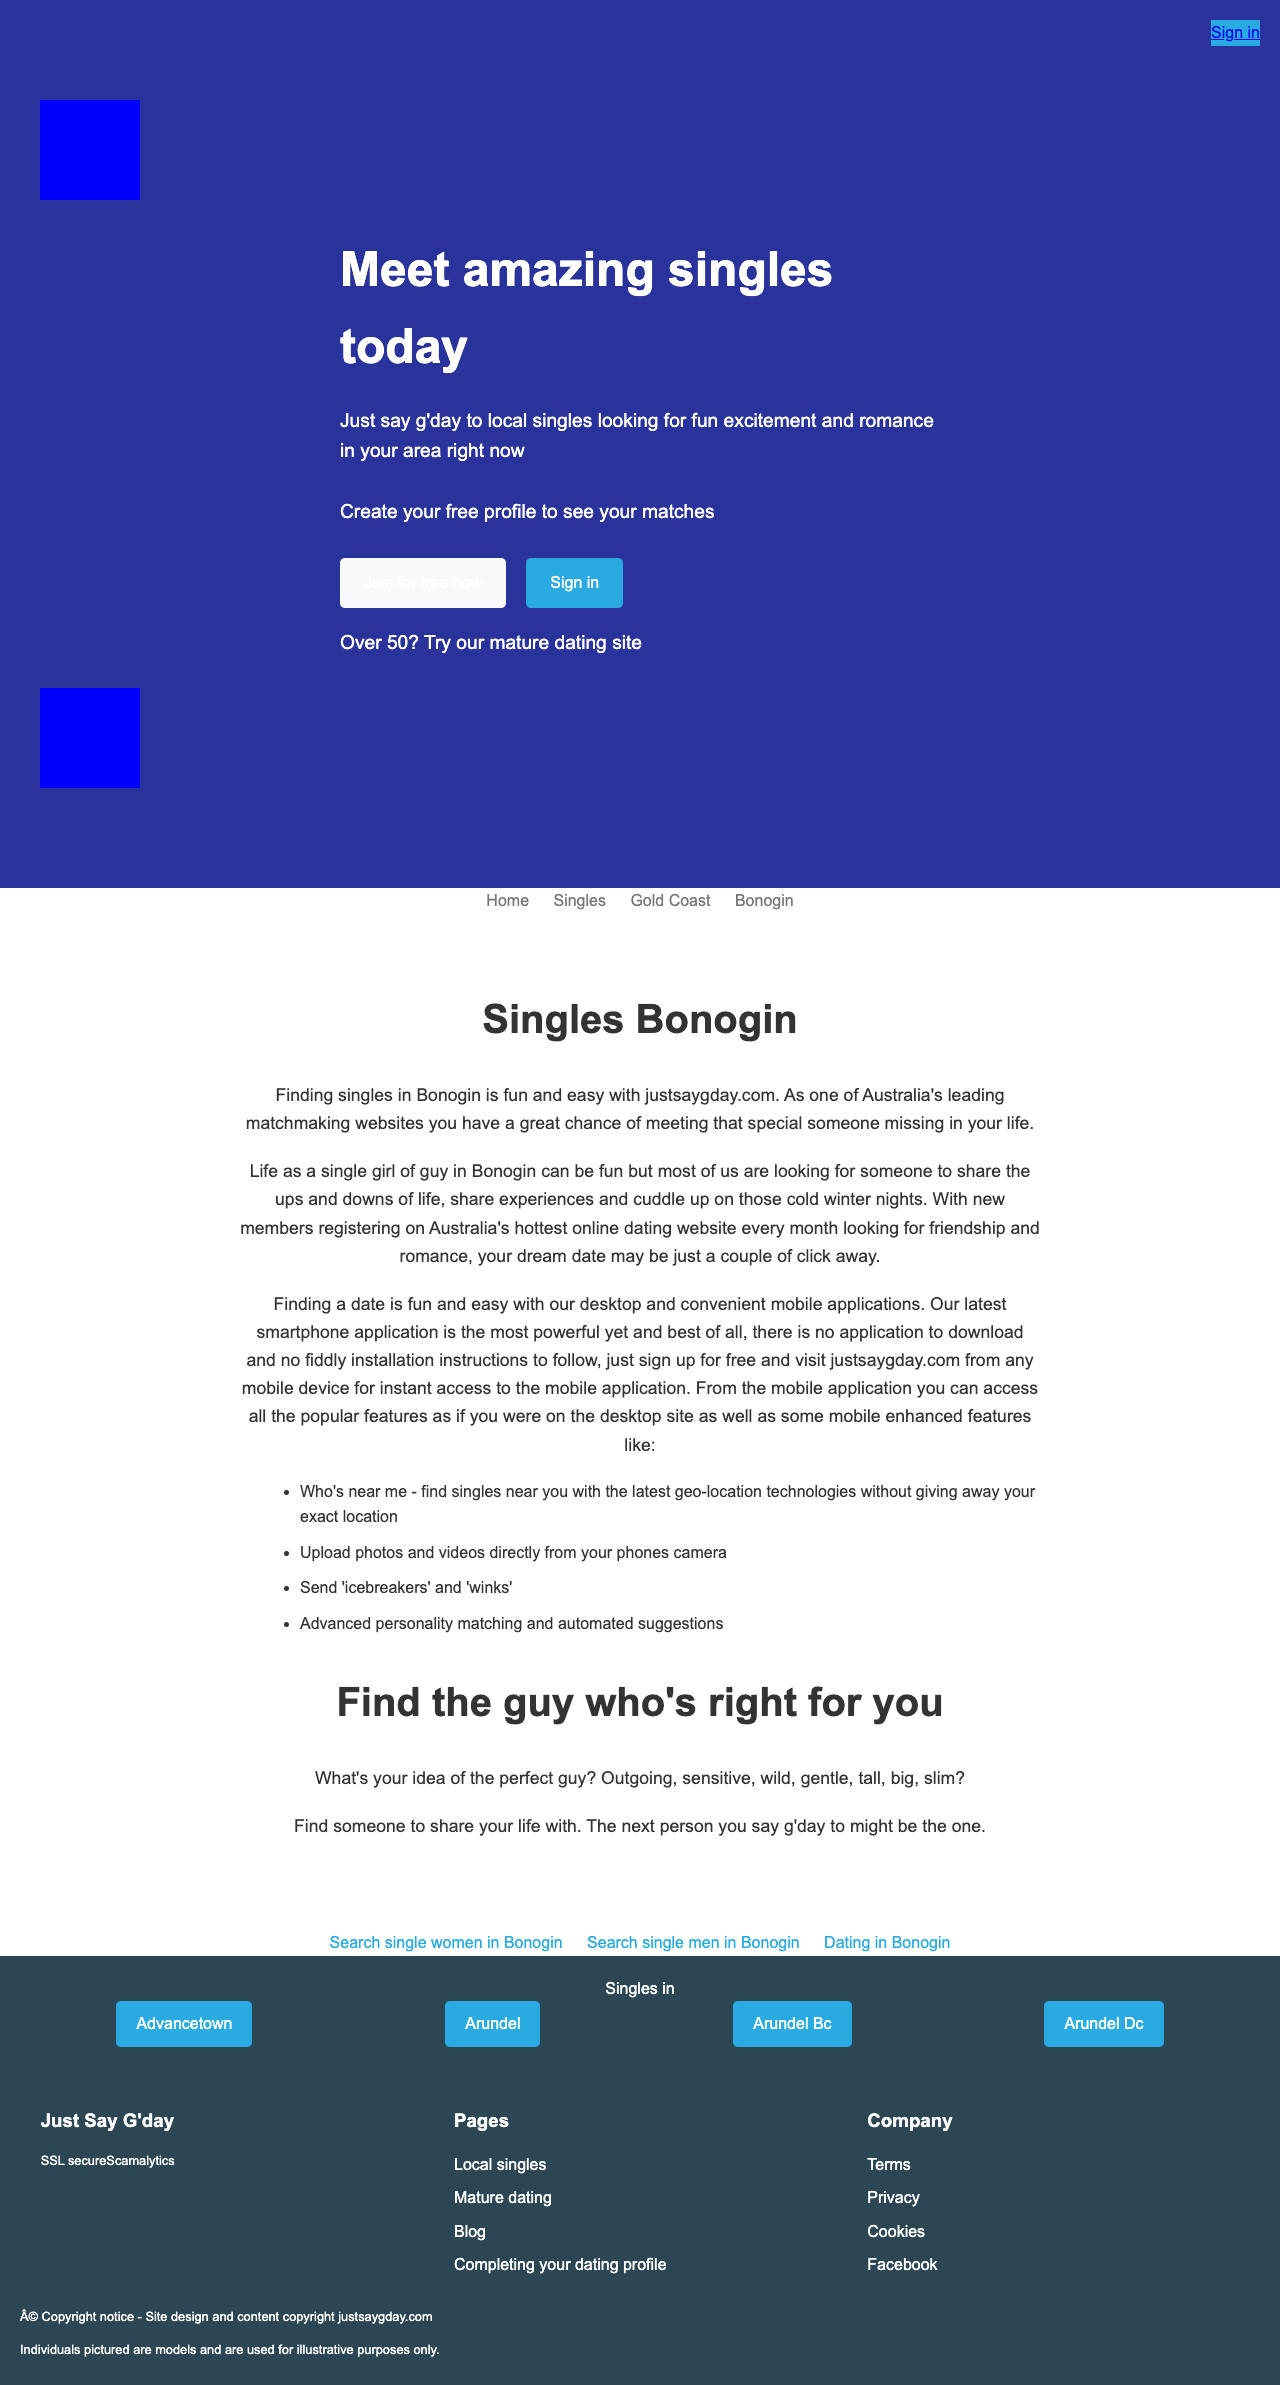 Sign in
Meet amazing singles
today
Just say g'day to local singles looking for fun excitement and romance
in your area right now
Create your free profile to see your matches
Join for free now
Sign in
Over 50? Try our mature dating site
Home Singles Gold Coast Bonogin
Singles Bonogin
Finding singles in Bonogin is fun and easy with justsaygday.com. As one of Australia's leading
matchmaking websites you have a great chance of meeting that special someone missing in your life.
Life as a single girl of guy in Bonogin can be fun but most of us are looking for someone to share the
ups and downs of life, share experiences and cuddle up on those cold winter nights. With new
members registering on Australia's hottest online dating website every month looking for friendship and
romance, your dream date may be just a couple of click away.
Finding a date is fun and easy with our desktop and convenient mobile applications. Our latest
smartphone application is the most powerful yet and best of all, there is no application to download
and no fiddly installation instructions to follow, just sign up for free and visit justsaygday.com from any
mobile device for instant access to the mobile application. From the mobile application you can access
all the popular features as if you were on the desktop site as well as some mobile enhanced features
like:
• Who's near me - find singles near you with the latest geo-location technologies without giving away your
exact location
• Upload photos and videos directly from your phones camera
• Send 'icebreakers' and 'winks'
• Advanced personality matching and automated suggestions
Find the guy who's right for you
What's your idea of the perfect guy? Outgoing, sensitive, wild, gentle, tall, big, slim?
Find someone to share your life with. The next person you say g'day to might be the one.
Search single women in Bonogin Search single men in Bonogin Dating in Bonogin
Singles in
Advancetown Arundel Arundel Bc Arundel Dc
Just Say G'day
SSL secureScamalytics
Pages
Local singles
Mature dating
Blog
Completing your dating profile
Company
Terms
Privacy
Cookies
Facebook
Â© Copyright notice - Site design and content copyright justsaygday.com
Individuals pictured are models and are used for illustrative purposes only.